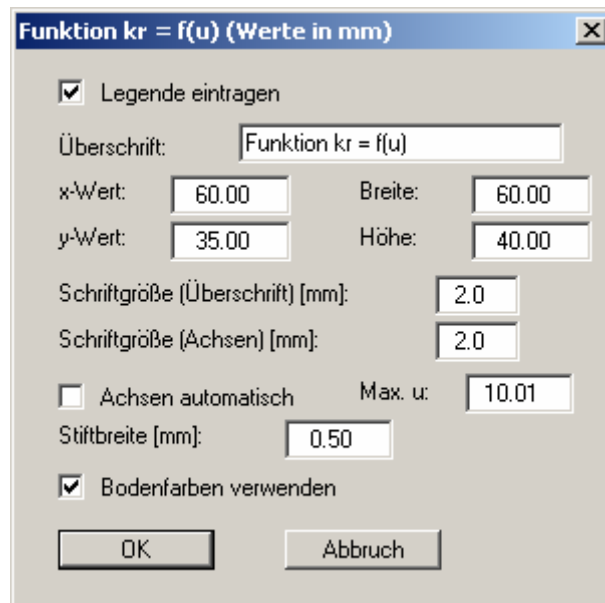 Funktion kr = f(u) (Werte in mm)
Legende eintragen
Überschrift: Funktion kr = f(u)
x-Wert: 60.00 Breite: 60.00
y-Wert: 35.00 Höhe: 40.00
Schriftgröße (Überschrift) [mm]: 2.0
Schriftgröße (Achsen) [mm]: 2.0
Achsen automatisch Max. u: 10.01
Stiftbreite [mm]: 0.50
Bodenfarben verwenden
OK Abbruch